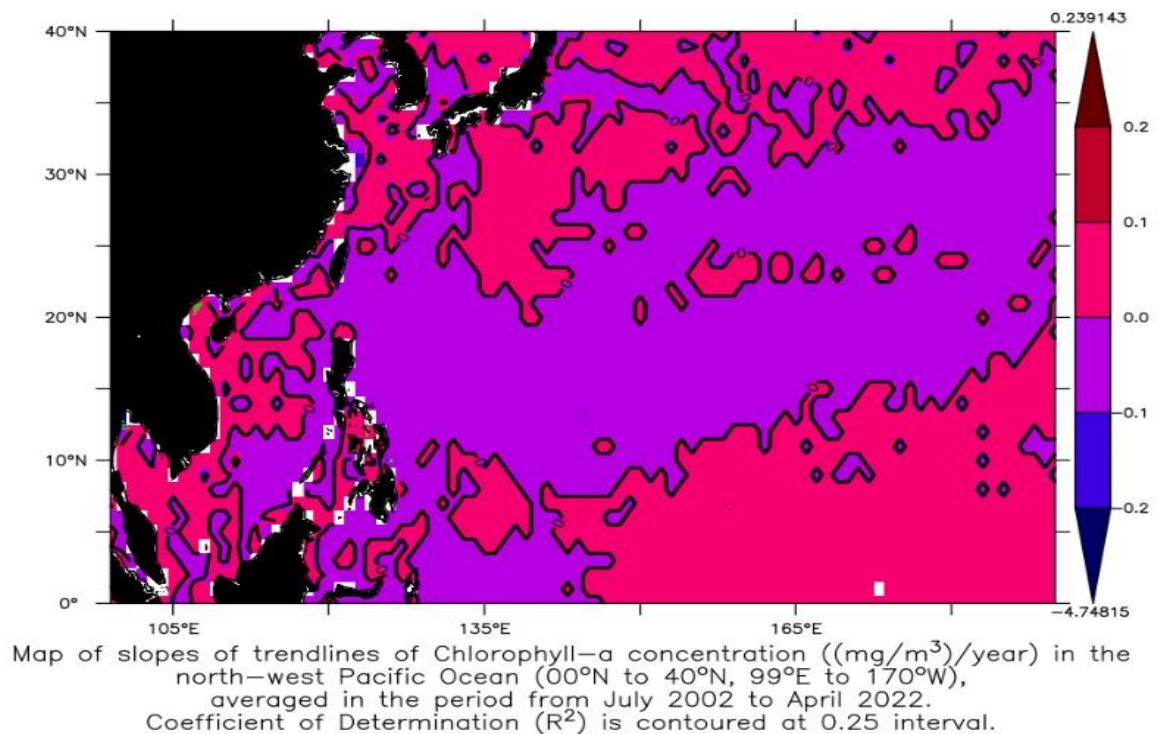 0.239143
40°N
30°N
20°N
10°N
0°
0.2
0.1
0.0
-0.1
-0.2
-4.74815
105°E
135°E
165°E
Map of slopes of trendlines of Chlorophyll-a concentration ((mg/m³)/year) in the
north-west Pacific Ocean (00°N to 40°N, 99°E to 170°W),
averaged in the period from July 2002 to April 2022.
Coefficient of Determination (R²) is contoured at 0.25 interval.